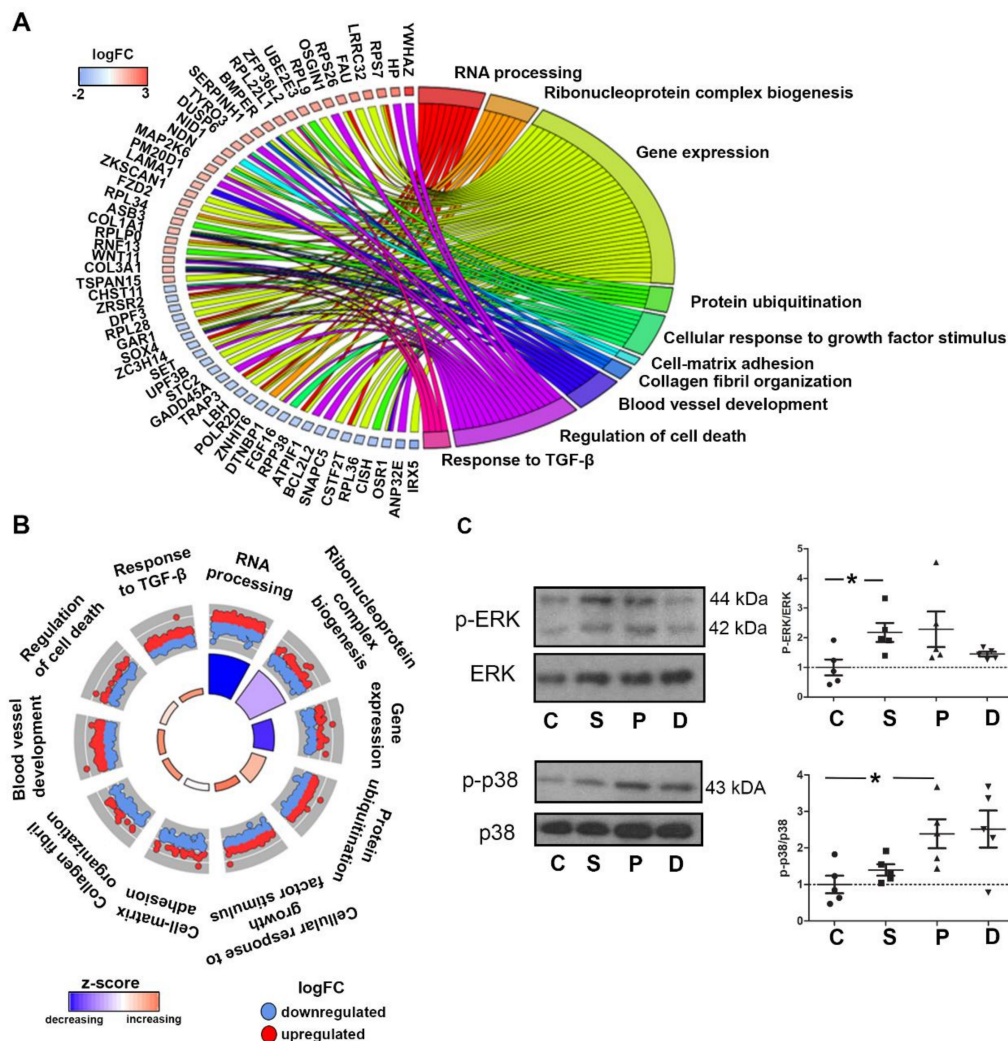 A
logFC
-2 3
YWHAZ
HP
RPS7
LRRC32
FAU
RPS26
OSGIN1
RPL9
UBE2E3
ZFP36L2
RPL22L1
BMPER
SERPINH1
TYRO3
DUSP6
NID1
NDN
MAP2K6
PM20D1
LAMA1
ZKSCAN1
FZD2
RPL34
ASB3
COL1A1
RPLP0
RNF13
WNT11
COL3A1
TSPAN15
CHST11
ZRSR2
DPF3
RPL28
GAR1
SOX4
ZC3H14
SET
UPF3B
STC2
GADD45A
TRAP3
LBH
POLR2D
ZNHIT6
DTNBP1
FGF16
RPP38
ATPIF1
BCL2L2
SNAPC5
CSTF2T
RPL36
CISH
OSR1
ANP32E
IRX5
RNA processing
Ribonucleoprotein complex biogenesis
Gene expression
Protein ubiquitination
Cellular response to growth factor stimulus
Cell-matrix adhesion
Collagen fibril organization
Blood vessel development
Regulation of cell death
Response to TGF-β
B
RNA
processing
Ribonucleoprotein
complex
biogenesis
Gene
expression
Protein
ubiquitination
Cellular response to
growth
factor stimulus
Cell-matrix
adhesion
Collagen fibril
organization
Blood vessel
development
Regulation
of cell death
Response
to TGF-β
z-score
decreasing increasing
logFC
downregulated
upregulated
C
p-ERK
44 kDa
42 kDa
ERK
C S P D
p-p38
43 kDA
p38
C S P D
P-ERK/ERK
5
4
3
2
1
0
*
C S P D
p-p38/p38
4
3
2
1
0
*
C S P D